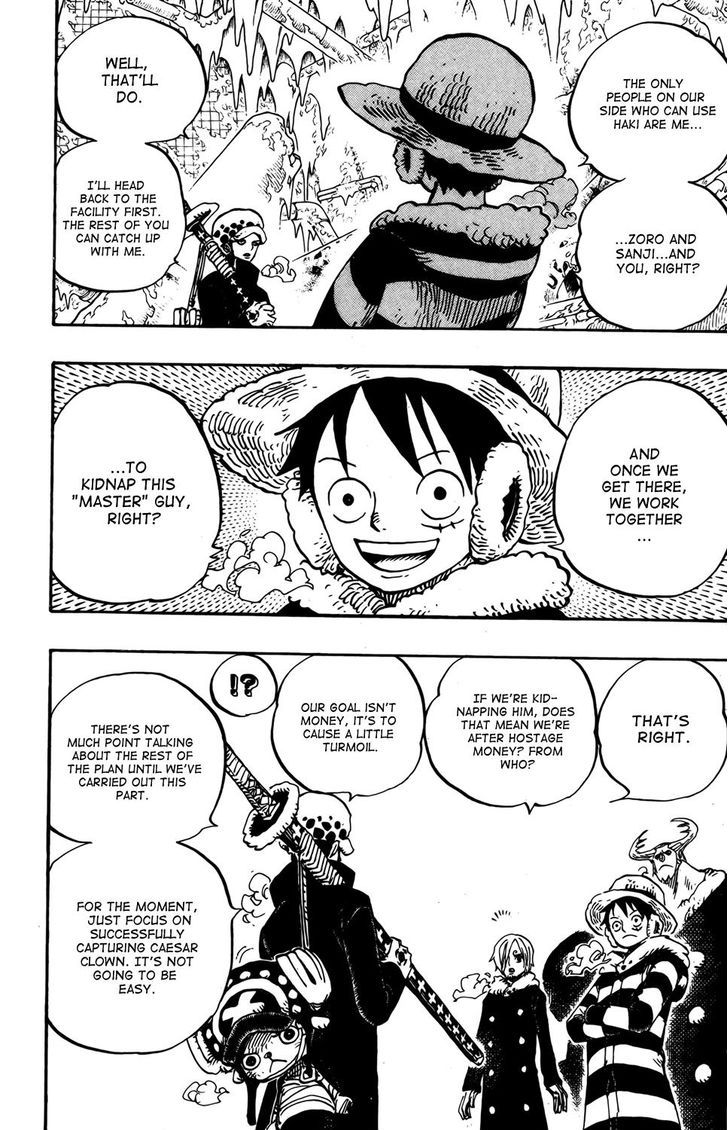 THE ONLY
PEOPLE ON OUR
SIDE WHO CAN USE
HAKI ARE ME...
...ZORO AND
SANJI...AND
YOU, RIGHT?
WELL,
THAT'LL
DO.
I'LL HEAD
BACK TO THE
FACILITY FIRST.
THE REST OF YOU
CAN CATCH UP
WITH ME.
AND
ONCE WE
GET THERE,
WE WORK
TOGETHER
...
...TO
KIDNAP THIS
"MASTER" GUY,
RIGHT?
THAT'S
RIGHT.
IF WE'RE KID-
NAPPING HIM, DOES
THAT MEAN WE'RE
AFTER HOSTAGE
MONEY? FROM
WHO?
OUR GOAL ISN'T
MONEY, IT'S TO
CAUSE A LITTLE
TURMOIL.
!?
THERE'S NOT
MUCH POINT TALKING
ABOUT THE REST OF
THE PLAN UNTIL WE'VE
CARRIED OUT THIS
PART.
FOR THE MOMENT,
JUST FOCUS ON
SUCCESSFULLY
CAPTURING CAESAR
CLOWN. IT'S NOT
GOING TO BE
EASY.